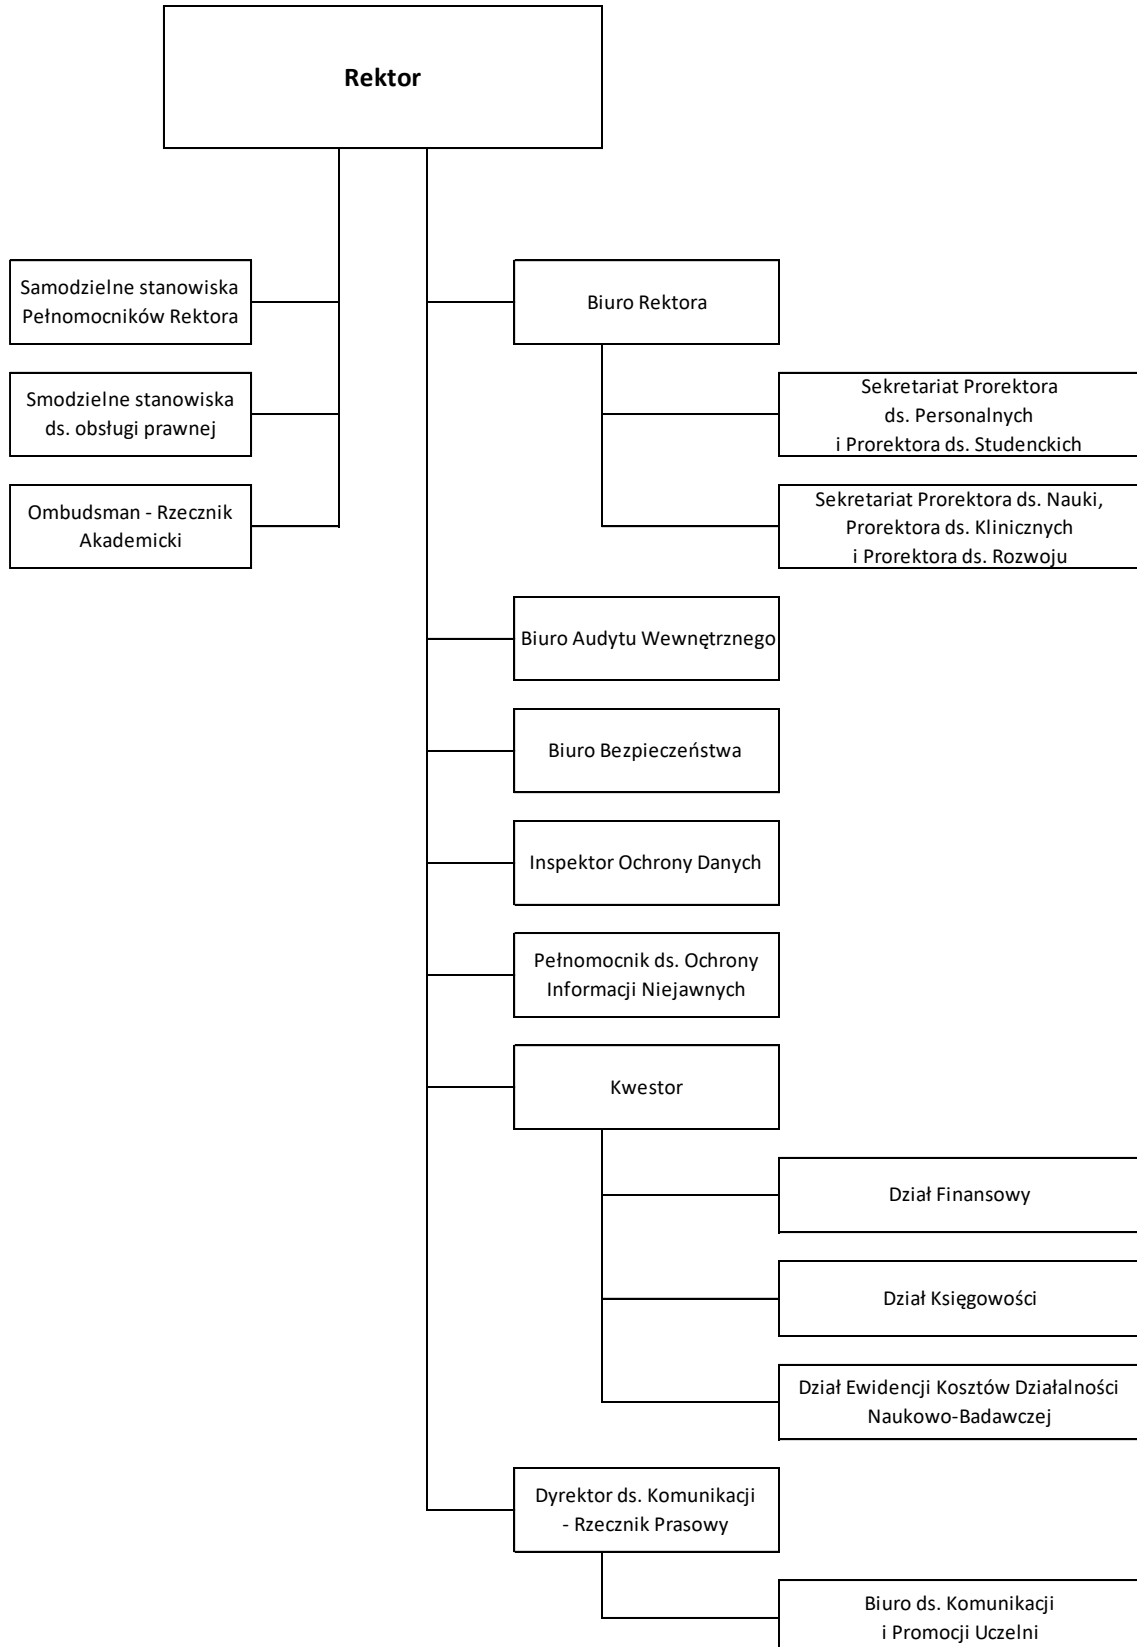 Rektor
Samodzielne stanowiska
Pełnomocników Rektora
Biuro Rektora
Smodzielne stanowiska
ds. obsługi prawnej
Sekretariat Prorektora
ds. Personalnych
i Prorektora ds. Studenckich
Ombudsman - Rzecznik
Akademicki
Sekretariat Prorektora ds. Nauki,
Prorektora ds. Klinicznych
i Prorektora ds. Rozwoju
Biuro Audytu Wewnętrznego
Biuro Bezpieczeństwa
Inspektor Ochrony Danych
Pełnomocnik ds. Ochrony
Informacji Niejawnych
Kwestor
Dział Finansowy
Dział Księgowości
Dział Ewidencji Kosztów Działalności
Naukowo-Badawczej
Dyrektor ds. Komunikacji
- Rzecznik Prasowy
Biuro ds. Komunikacji
i Promocji Uczelni